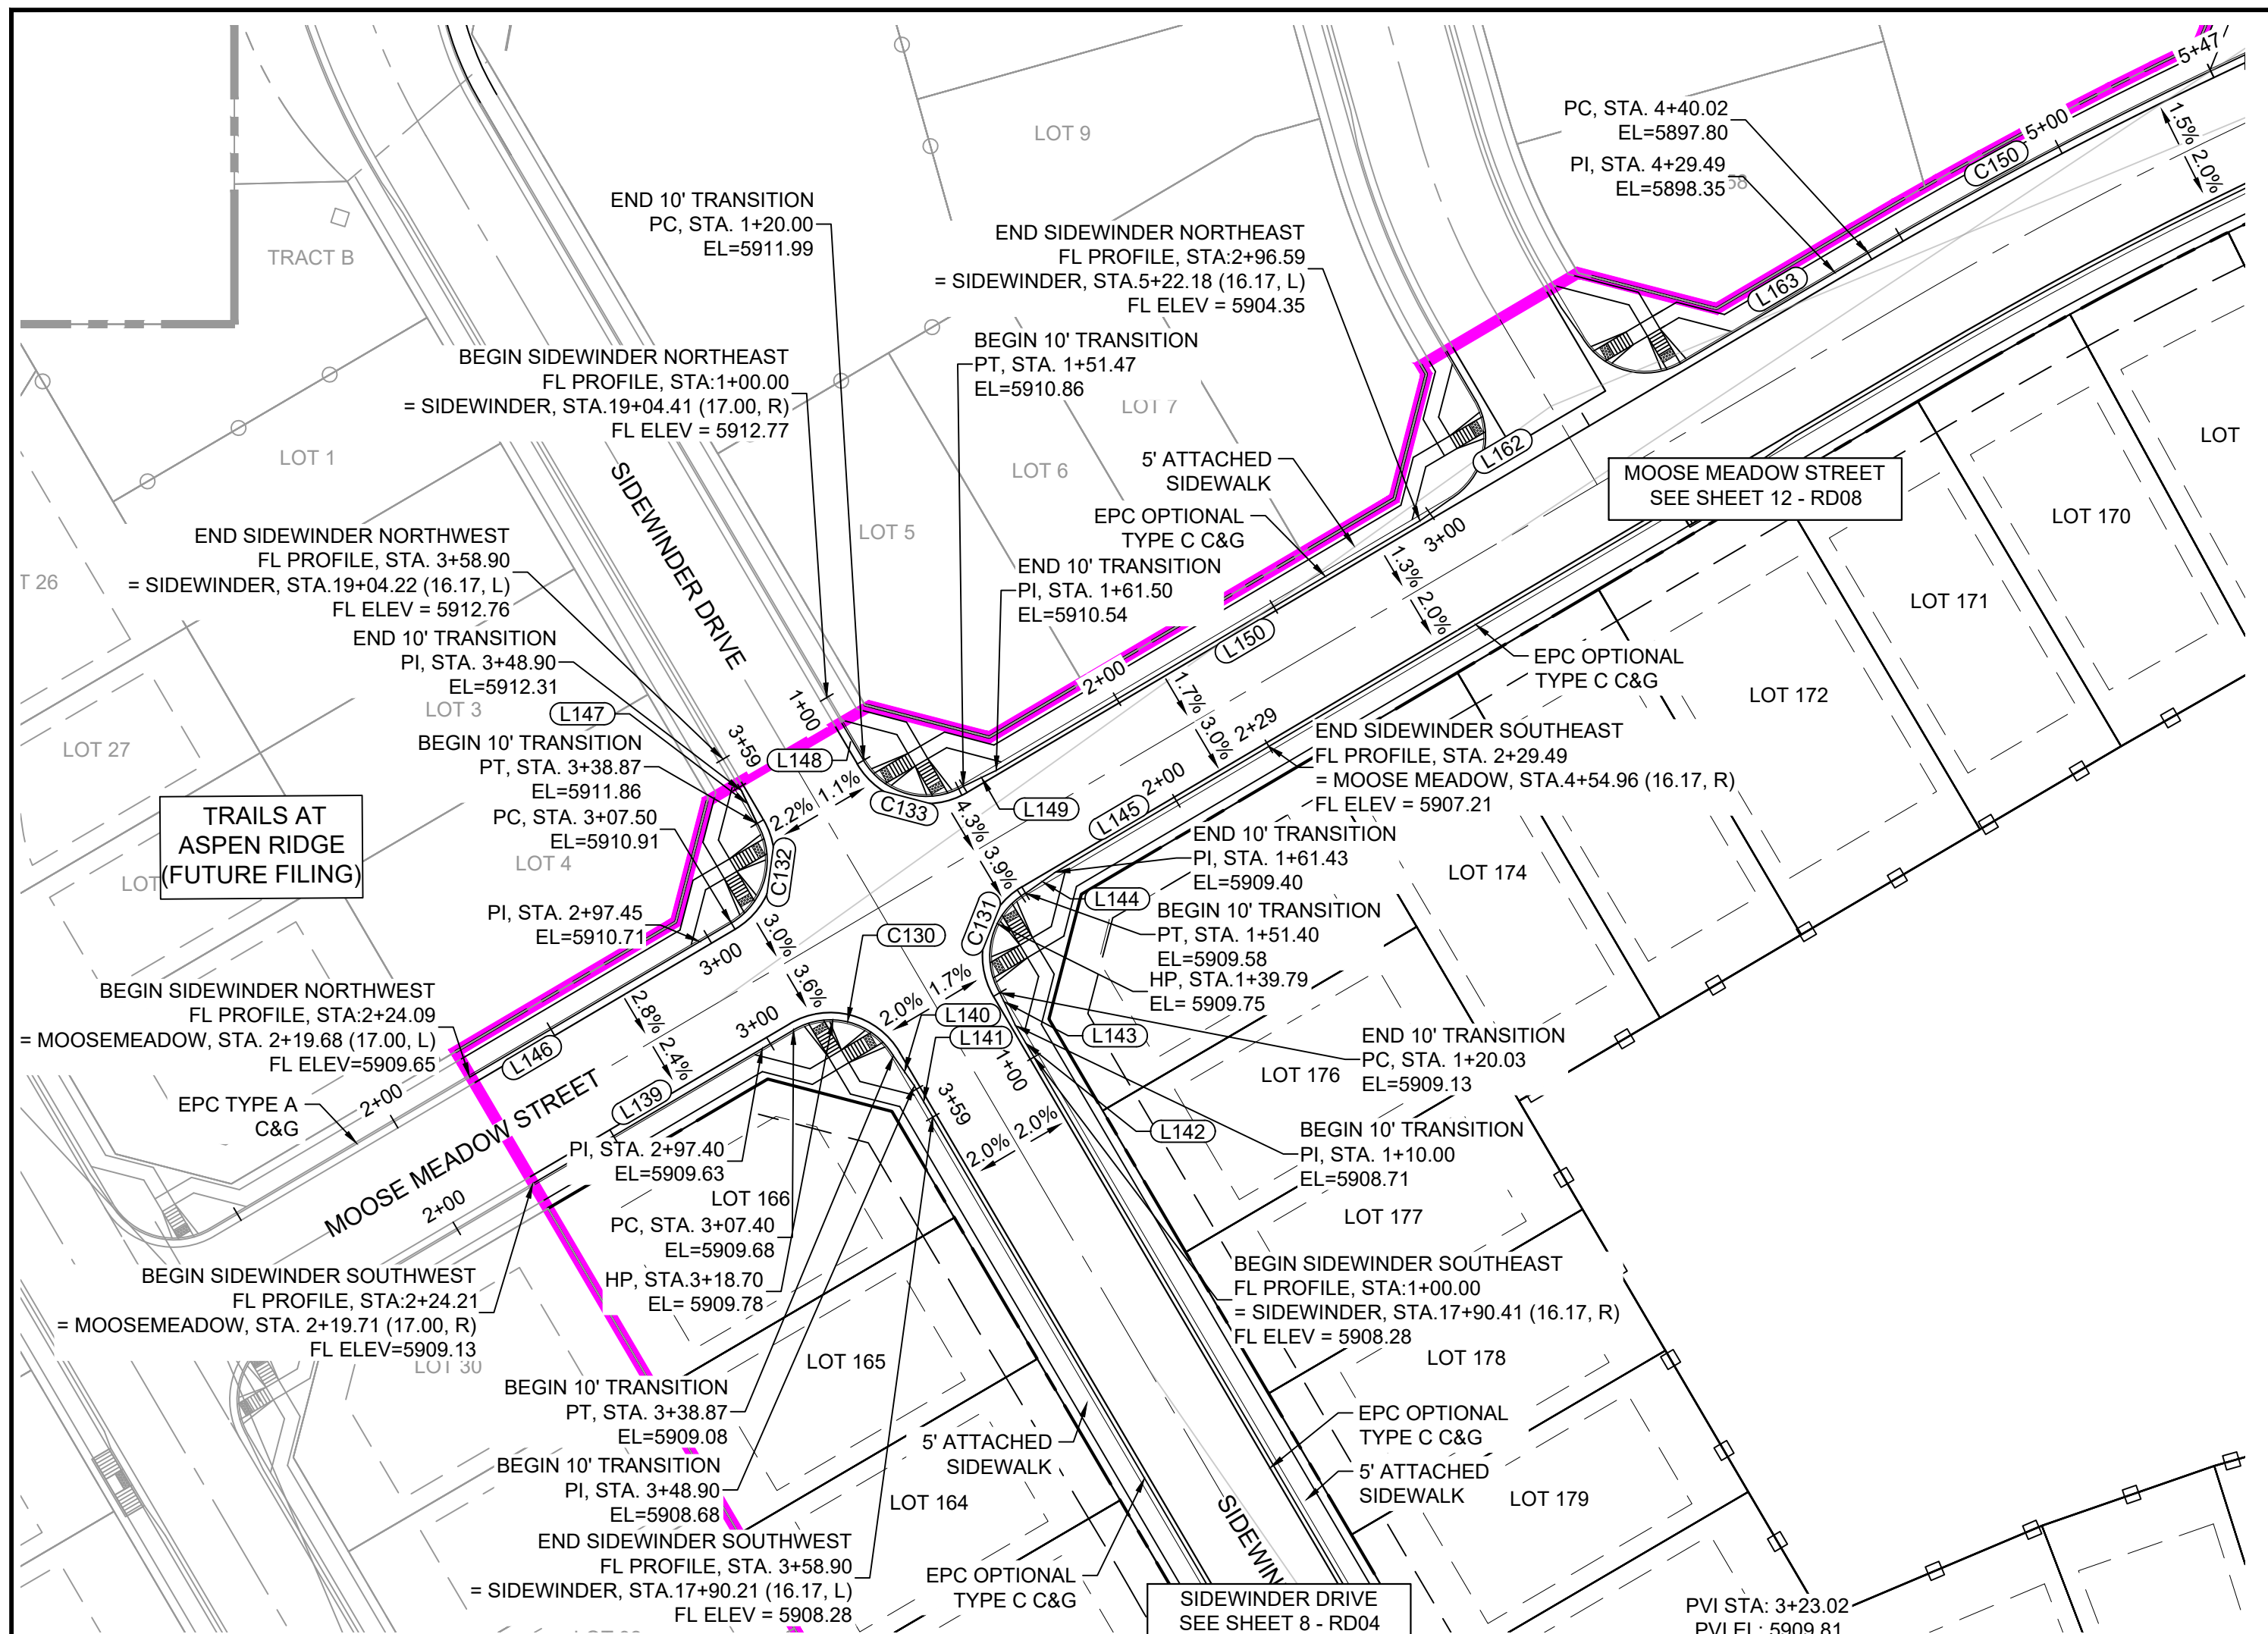 5+47
PC, STA. 4+40.02
EL=5897.80
PI, STA. 4+29.49
EL=5898.35
5+00
C150
1.5%
2.0%
LOT 9
END 10' TRANSITION
PC, STA. 1+20.00
EL=5911.99
END SIDEWINDER NORTHEAST
FL PROFILE, STA:2+96.59
= SIDEWINDER, STA.5+22.18 (16.17, L)
FL ELEV = 5904.35
TRACT B
L163
BEGIN SIDEWINDER NORTHEAST
FL PROFILE, STA:1+00.00
= SIDEWINDER, STA.19+04.41 (17.00, R)
FL ELEV = 5912.77
BEGIN 10' TRANSITION
PT, STA. 1+51.47
EL=5910.86
LOT 7
LOT 1
LOT 6
5' ATTACHED
SIDEWALK
L162
LOT
MOOSE MEADOW STREET
SEE SHEET 12 - RD08
SIDEWINDER DRIVE
LOT 5
EPC OPTIONAL
TYPE C C&G
3+00
LOT 170
END SIDEWINDER NORTHWEST
FL PROFILE, STA. 3+58.90
= SIDEWINDER, STA.19+04.22 (16.17, L)
FL ELEV = 5912.76
END 10' TRANSITION
PI, STA. 1+61.50
EL=5910.54
1.3%
2.0%
LOT 171
T 26
END 10' TRANSITION
PI, STA. 3+48.90
EL=5912.31
L150
EPC OPTIONAL
TYPE C C&G
LOT 172
LOT 3
L147
1+00
2+00
1.7%
3.0%
2+29
LOT 27
BEGIN 10' TRANSITION
PT, STA. 3+38.87
EL=5911.86
3+59
L148
END SIDEWINDER SOUTHEAST
FL PROFILE, STA. 2+29.49
= MOOSE MEADOW, STA.4+54.96 (16.17, R)
FL ELEV = 5907.21
TRAILS AT
ASPEN RIDGE
(FUTURE FILING)
LOT
PC, STA. 3+07.50
EL=5910.91
2.2%
1.1%
C133
L149
L145
2+00
LOT 4
C132
4.3%
3.9%
END 10' TRANSITION
PI, STA. 1+61.43
EL=5909.40
LOT 174
L144
PI, STA. 2+97.45
EL=5910.71
C131
BEGIN 10' TRANSITION
PT, STA. 1+51.40
EL=5909.58
C130
3+00
3.0%
3.6%
HP, STA.1+39.79
EL= 5909.75
BEGIN SIDEWINDER NORTHWEST
FL PROFILE, STA:2+24.09
= MOOSEMEADOW, STA. 2+19.68 (17.00, L)
FL ELEV=5909.65
2.8%
2.4%
3+00
2.0%
1.7%
L140
L141
L143
END 10' TRANSITION
PC, STA. 1+20.03
EL=5909.13
L146
1+00
LOT 176
EPC TYPE A
C&G
2+00
L139
3+59
L142
BEGIN 10' TRANSITION
PI, STA. 1+10.00
EL=5908.71
MOOSE MEADOW STREET
PI, STA. 2+97.40
EL=5909.63
2.0%
2.0%
2+00
LOT 166
LOT 177
PC, STA. 3+07.40
EL=5909.68
BEGIN SIDEWINDER SOUTHWEST
FL PROFILE, STA:2+24.21
= MOOSEMEADOW, STA. 2+19.71 (17.00, R)
FL ELEV=5909.13
HP, STA.3+18.70
EL= 5909.78
BEGIN SIDEWINDER SOUTHEAST
FL PROFILE, STA:1+00.00
= SIDEWINDER, STA.17+90.41 (16.17, R)
FL ELEV = 5908.28
LOT 30
LOT 165
LOT 178
BEGIN 10' TRANSITION
PT, STA. 3+38.87
EL=5909.08
EPC OPTIONAL
TYPE C C&G
5' ATTACHED
SIDEWALK
BEGIN 10' TRANSITION
PI, STA. 3+48.90
EL=5908.68
5' ATTACHED
SIDEWALK
LOT 164
LOT 179
END SIDEWINDER SOUTHWEST
FL PROFILE, STA. 3+58.90
= SIDEWINDER, STA.17+90.21 (16.17, L)
FL ELEV = 5908.28
EPC OPTIONAL
TYPE C C&G
SIDEWIN
SIDEWINDER DRIVE
SEE SHEET 8 - RD04
PVI STA: 3+23.02
PVI EL: 5909.81